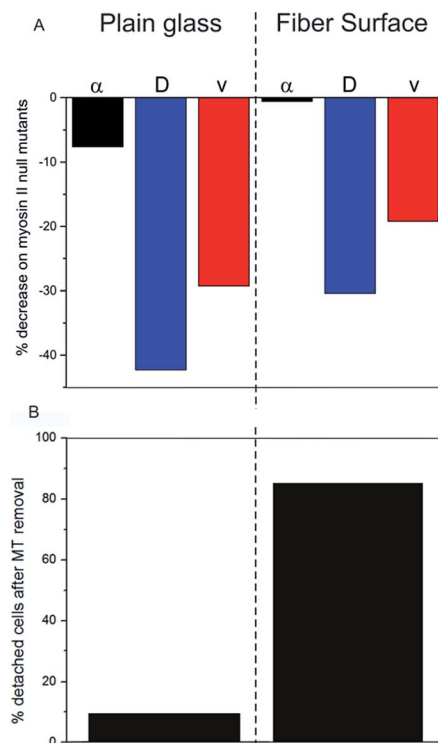 A
Plain glass
Fiber Surface
α D v α D v
% decrease on myosin II null mutants
0
-10
-20
-30
-40
B
% detached cells after MT removal
100
80
60
40
20
0